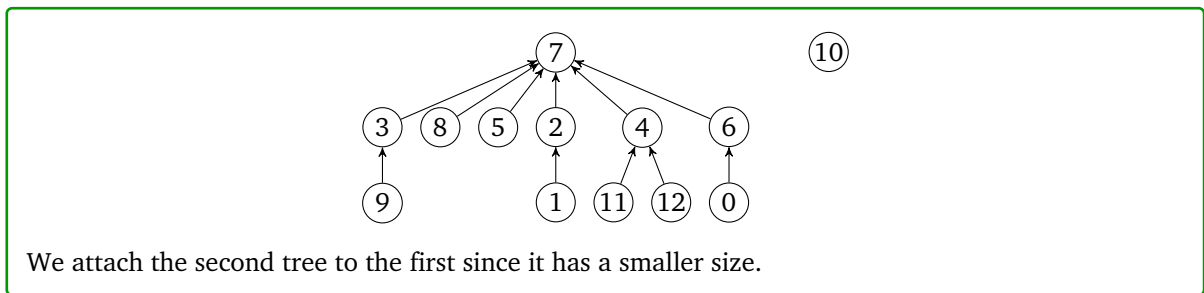 7 10
3 8 5 2 4 6
9 1 11 12 0
We attach the second tree to the first since it has a smaller size.